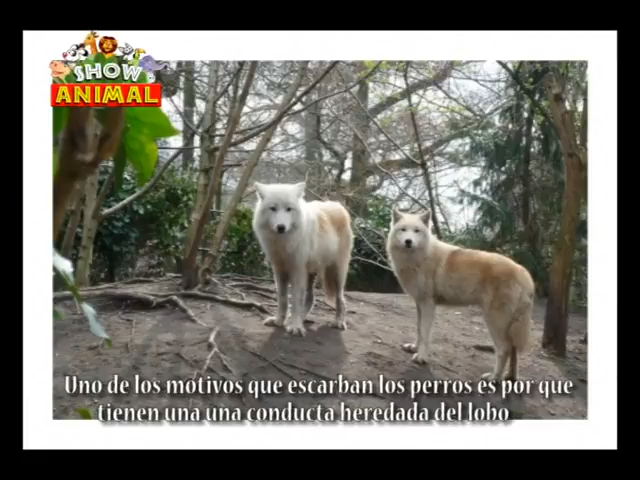 SHOW
ANIMAL
Uno de los motivos que escarban los perros es por que
tienen una una conducta heredada del lobo